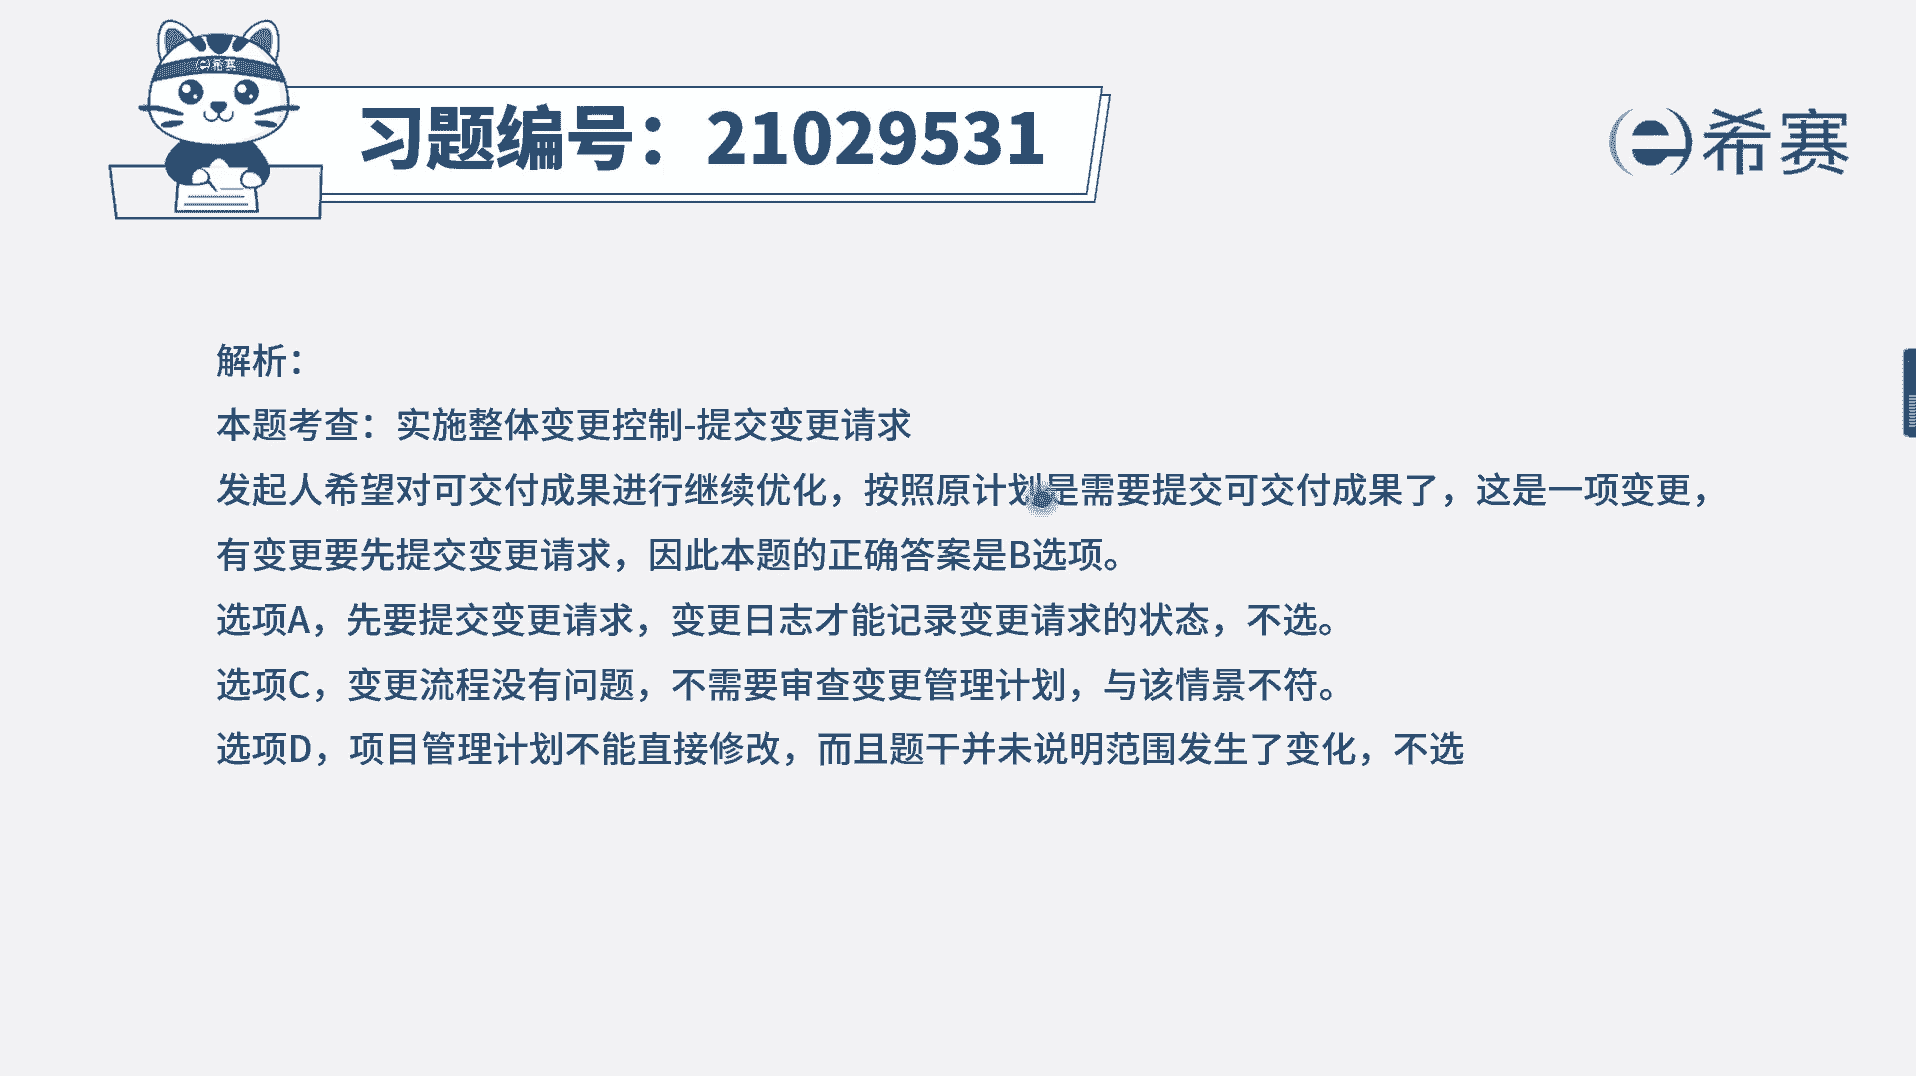 希赛
习题编号：21029531
希赛
解析：
本题考查：实施整体变更控制-提交变更请求
发起人希望对可交付成果进行继续优化，按照原计划是需要提交可交付成果了，这是一项变更，
有变更要先提交变更请求，因此本题的正确答案是B选项。
选项A，先要提交变更请求，变更日志才能记录变更请求的状态，不选。
选项C，变更流程没有问题，不需要审查变更管理计划，与该情景不符。
选项D，项目管理计划不能直接修改，而且题干并未说明范围发生了变化，不选